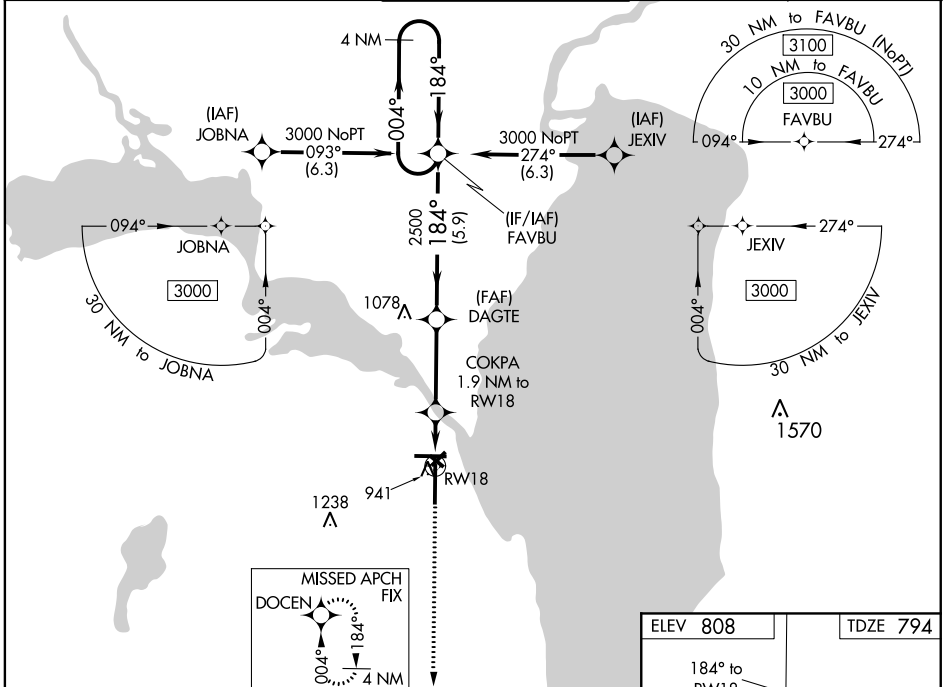 4 NM
004°
184°
30 NM to FAVBU (NoPT)
3100
10 NM to FAVBU
3000
FAVBU
094°
274°
(IAF)
JOBNA
3000 NoPT
093°
(6.3)
3000 NoPT
274°
(6.3)
(IAF)
JEXIV
(IF/IAF)
FAVBU
2500
184°
(5.9)
094°
JOBNA
3000
004°
30 NM to JOBNA
274°
JEXIV
3000
004°
30 NM to JEXIV
1078
(FAF)
DAGTE
COKPA
1.9 NM to
RW18
1570
RW18
941
1238
MISSED APCH
FIX
DOCEN
184°
004°
4 NM
ELEV 808
TDZE 794
184° to
RW18